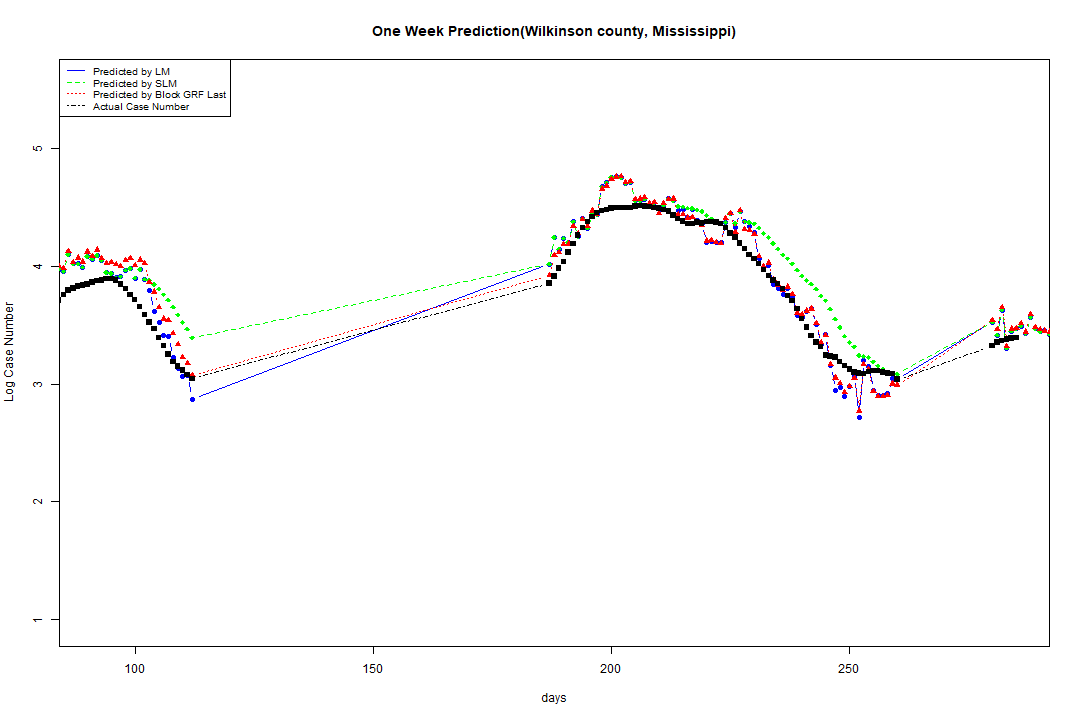 One Week Prediction(Wilkinson county, Mississippi)
Predicted by LM
Predicted by SLM
Predicted by Block GRF Last
Actual Case Number
5
4
3
2
1
Log Case Number
100 150 200 250
days